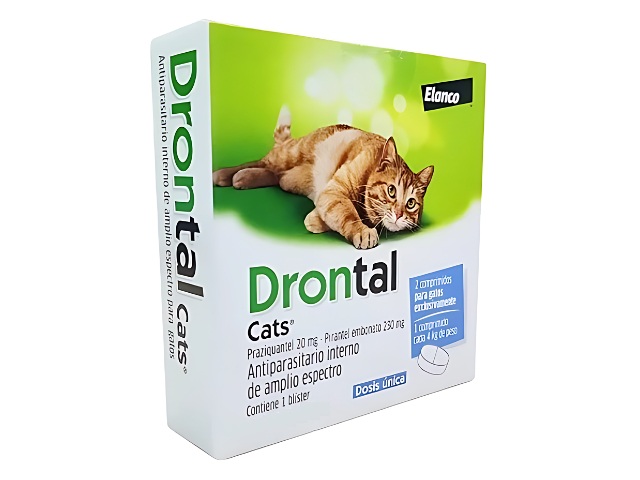 Drontal Cats®
Antiparasitario interno de amplio espectro para gatos
Elanco
Drontal
Cats®
Praziquantel 20 mg - Pirantel embonato 230 mg
Antiparasitario interno
de amplio espectro
Contiene 1 blíster
Dosis única
2 comprimidos
para gatos
exclusivamente
1 comprimido
cada 4 kg de peso